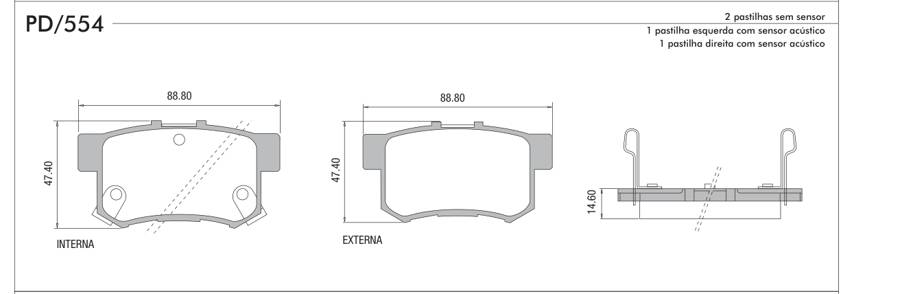 PD/554
2 pastilhas sem sensor
1 pastilha esquerda com sensor acústico
1 pastilha direita com sensor acústico
88.80
47.40
INTERNA
88.80
47.40
EXTERNA
14.60